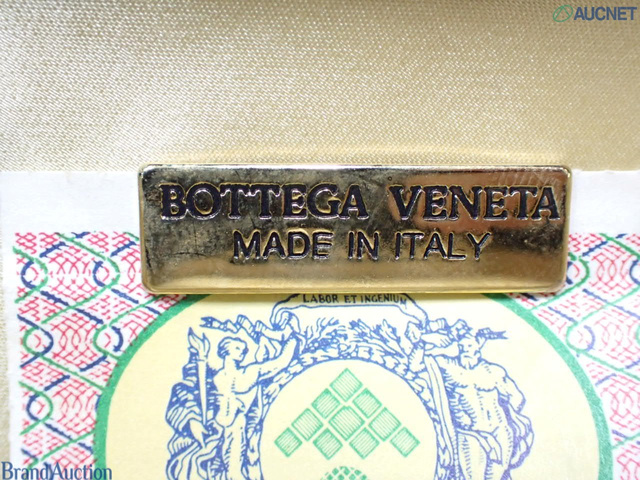 AUCNET
BOTTEGA VENETA
MADE IN ITALY
LABOR ET INGENIUM
BrandAuction